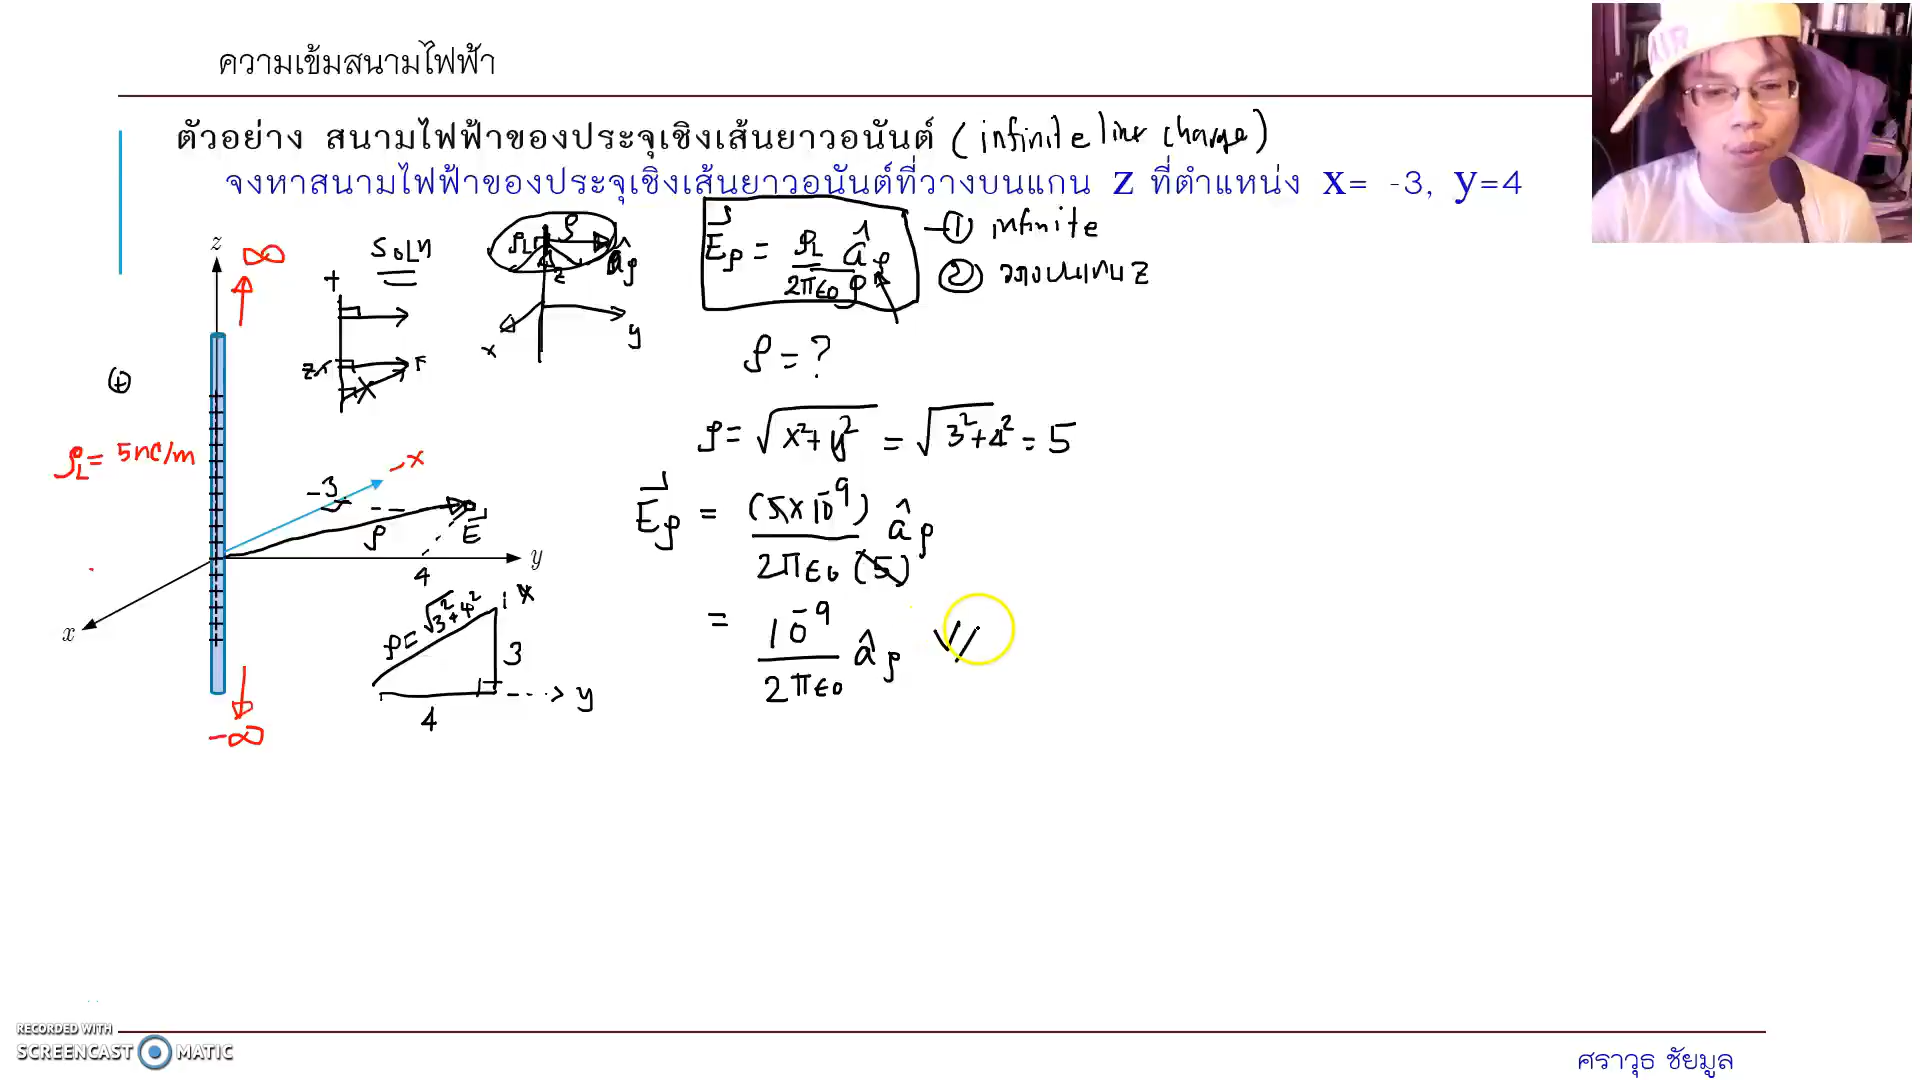 ความเข้มสนามไฟฟ้า
ตัวอย่าง สนามไฟฟ้าของประจุเชิงเส้นยาวอนันต์ (infinite line charge)
จงหาสนามไฟฟ้าของประจุเชิงเส้นยาวอนันต์ที่วางบนแกน z ที่ตำแหน่ง x= -3, y=4
z
∞
SoLN
+
ρL
ρ
âρ
z
x
y
E⃗ρ = ρL / 2πε0ρ âρ
① infinite
② วางบนแกน z
ρ = ?
ρ = √x²+y² = √3²+4² = 5
ρL = 5nC/m
-x
-3
ρ
E⃗
y
4
x
E⃗ρ = (5x10⁻⁹) / 2πε0(5) âρ
= 10⁻⁹ / 2πε0 âρ
ρ = √3²+4²
x
3
4
y
-∞
RECORDED WITH
SCREENCAST MATIC
ศราวุธ ชัยมูล